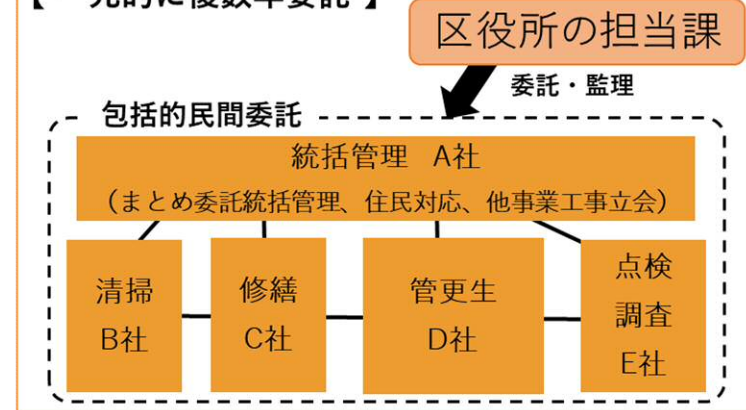 区役所の担当課
委託・監理
包括的民間委託
統括管理 A社
（まとめ委託統括管理、住民対応、他事業工事立会）
清掃
B社
修繕
C社
管更生
D社
点検
調査
E社